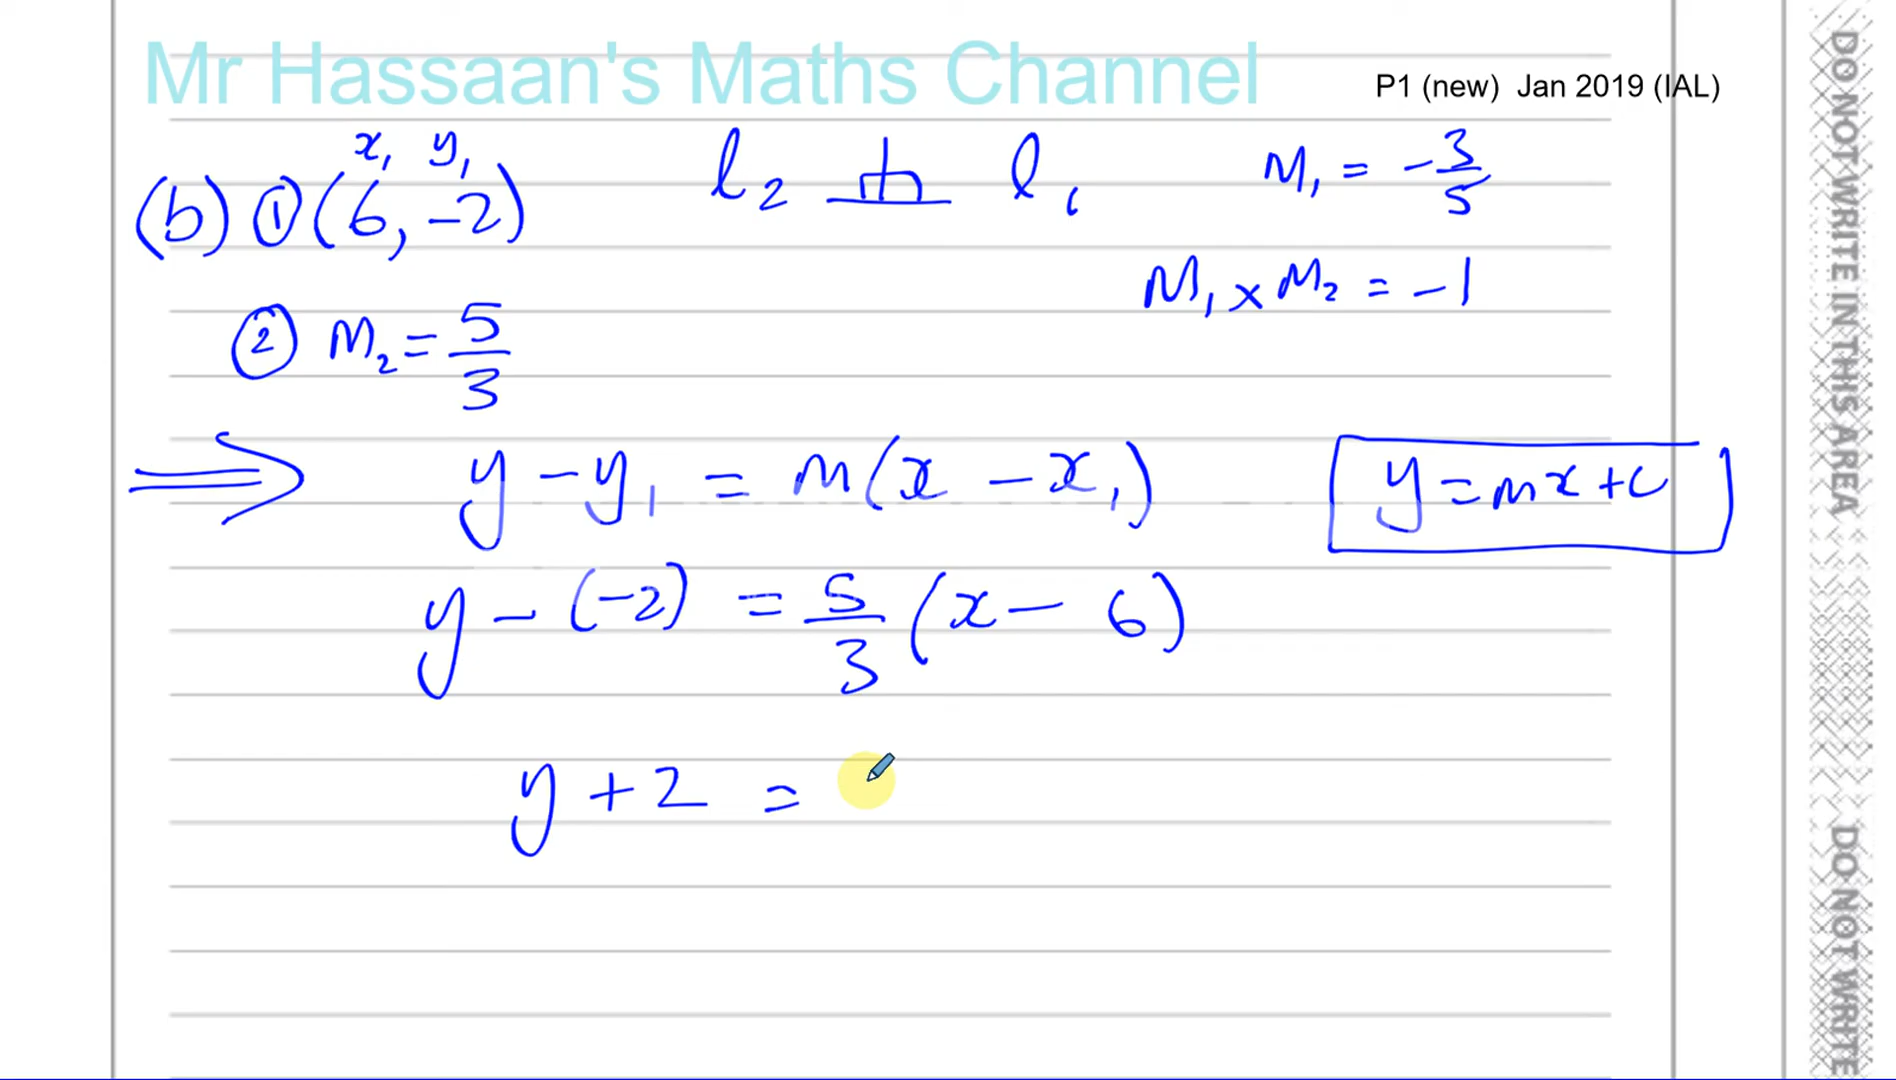 Mr Hassaan's Maths Channel
P1 (new) Jan 2019 (IAL)
x₁ y₁
(b) ① (6, -2)
l₂ ⊥ l₁
M₁ = -3/5
M₁ × M₂ = -1
② M₂ = 5/3
⇒ y - y₁ = m(x - x₁)
y = mx + c
y - (-2) = 5/3 (x - 6)
y + 2 =
DO NOT WRITE IN THIS AREA
DO NOT WRITE